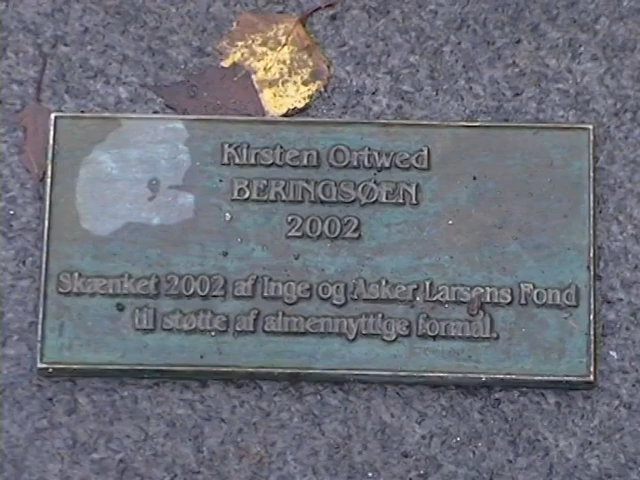 Kirsten Ortwed
BERINGSØEN
2002
Skænket 2002 af Inge og Asker Larsens Fond
til støtte af almennyttige formål.